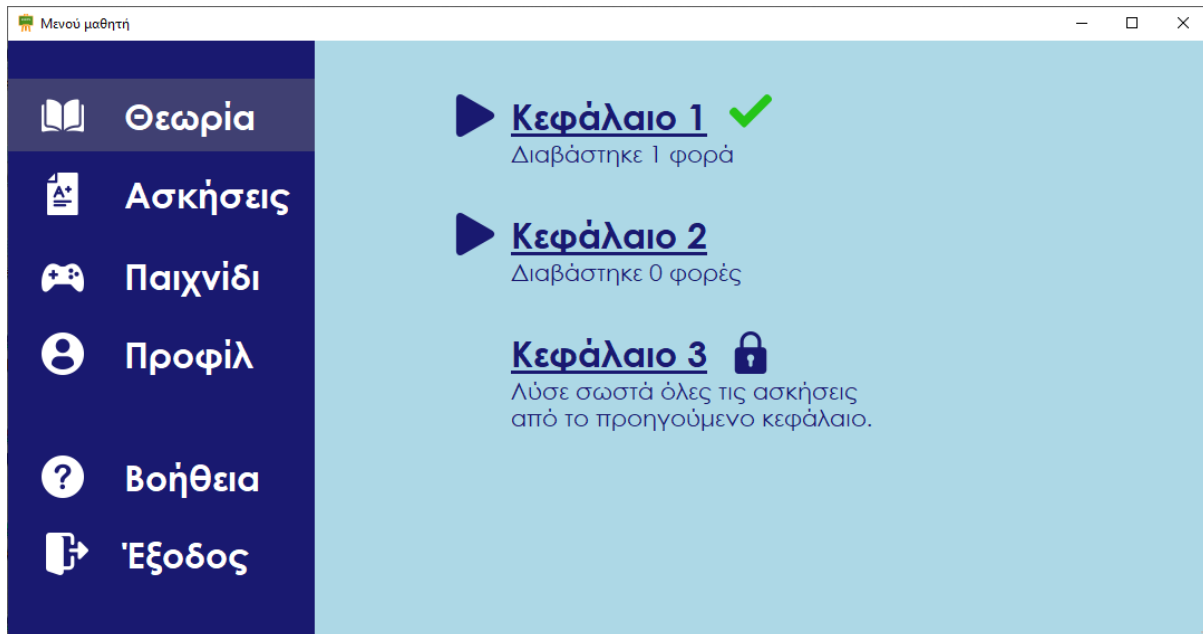 Μενού μαθητή
Θεωρία
Ασκήσεις
Παιχνίδι
Προφίλ
Βοήθεια
Έξοδος
Κεφάλαιο 1
Διαβάστηκε 1 φορά
Κεφάλαιο 2
Διαβάστηκε 0 φορές
Κεφάλαιο 3
Λύσε σωστά όλες τις ασκήσεις
από το προηγούμενο κεφάλαιο.